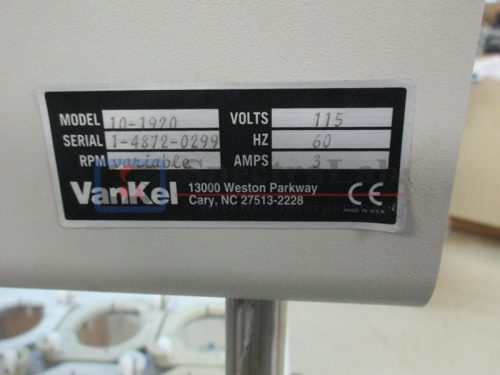 MODEL 10-1920 VOLTS 115
SERIAL 1-4872-0299 HZ 60
RPM variable AMPS 3
VanKel 13000 Weston Parkway
Cary, NC 27513-2228
CE
MADE IN U.S.A.